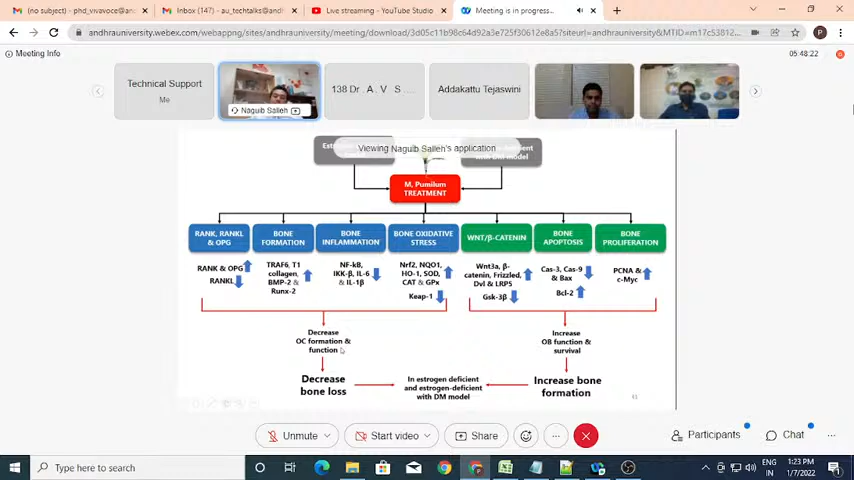 (no subject) - phd_vivavoce@an
Inbox (147) - au_techtalks@andh
Live streaming - YouTube Studio
Meeting is in progress...
andhrauniversity.webex.com/webappng/sites/andhrauniversity/meeting/download/
Meeting Info
05:48:22
Technical Support
Me
Naguib Salleh
138 Dr . A . V S ...
Addakattu Tejaswini
Viewing Naguib Salleh's application
with DM model
M, Pumilum
TREATMENT
RANK, RANKL
& OPG
BONE
FORMATION
BONE
INFLAMMATION
BONE OXIDATIVE
STRESS
WNT/β-CATENIN
BONE
APOPTOSIS
BONE
PROLIFERATION
RANK & OPG
RANKL
TRAF6, T1
collagen,
BMP-2 &
Runx-2
NF-kB,
IKK-β, IL-6
& IL-1β
Nrf2, NQO1,
HO-1, SOD,
CAT & GPx
Keap-1
Wnt3a, β-
catenin, Frizzled,
Dvl & LRP5
Gsk-3β
Cas-3, Cas-9
& Bax
Bcl-2
PCNA &
c-Myc
Decrease
OC formation &
function
Increase
OB function &
survival
Decrease
bone loss
In estrogen deficient
and estrogen-deficient
with DM model
Increase bone
formation
Unmute
Start video
Share
Participants
Chat
Type here to search
ENG
IN
1:23 PM
1/7/2022